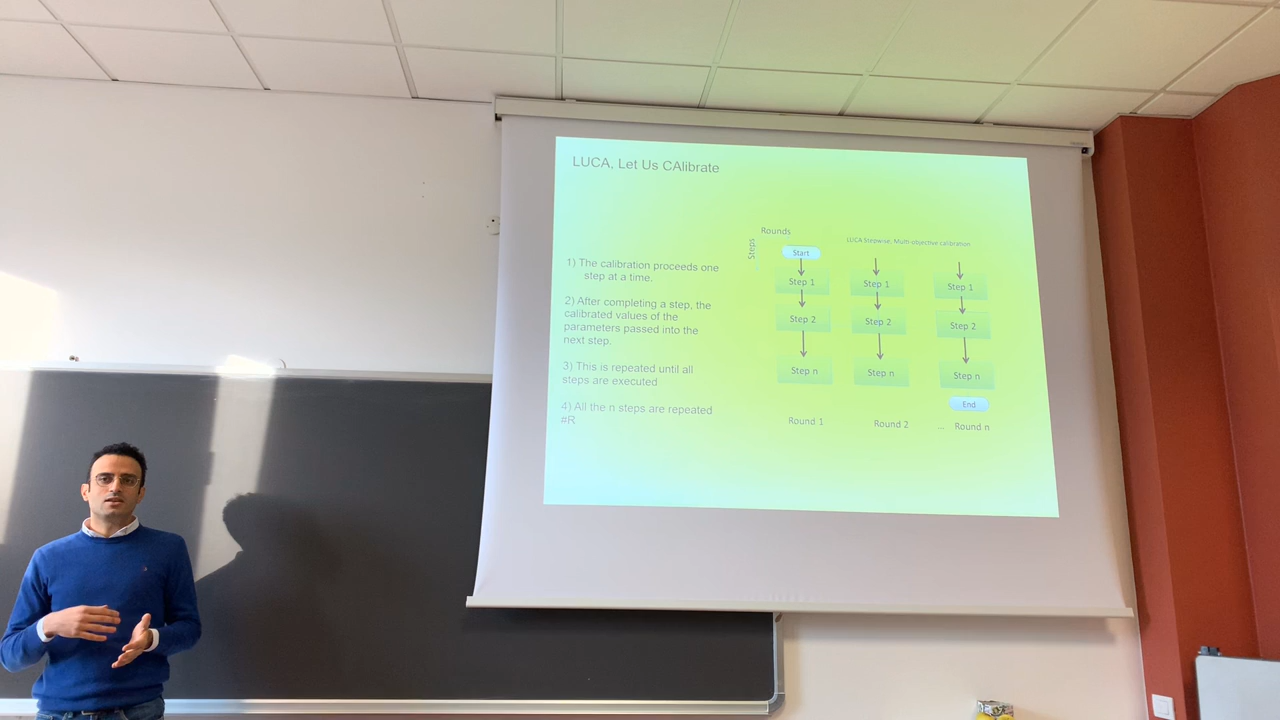 LUCA, Let Us CAlibrate
1) The calibration proceeds one
step at a time.
2) After completing a step, the
calibrated values of the
parameters passed into the
next step.
3) This is repeated until all
steps are executed
4) All the n steps are repeated
#R
Rounds
Steps
LUCA Stepwise, Multi-objective calibration
Start
Step 1
Step 1
Step 1
Step 2
Step 2
Step 2
Step n
Step n
Step n
End
Round 1
Round 2
... Round n